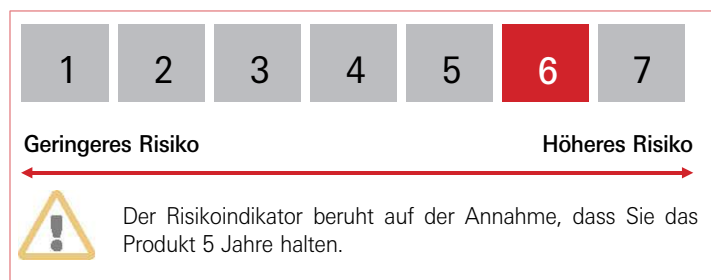 1 2 3 4 5 6 7
Geringeres Risiko Höheres Risiko
Der Risikoindikator beruht auf der Annahme, dass Sie das
Produkt 5 Jahre halten.